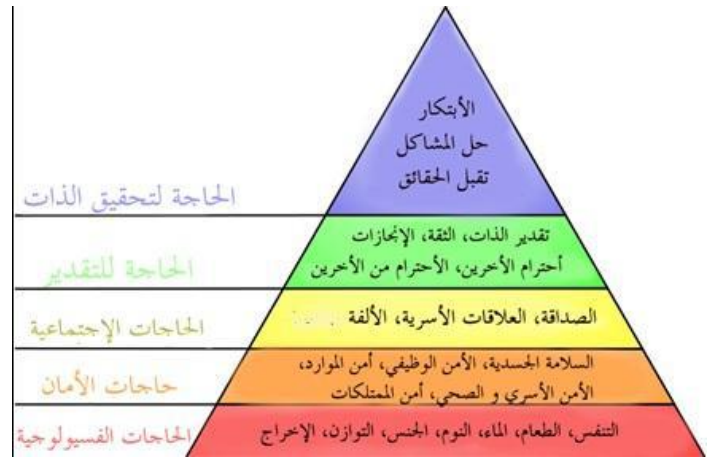 الأبتكار
حل المشاكل
تقبل الحقائق
الحاجة لتحقيق الذات
تقدير الذات، الثقة، الإنجازات
أحترام الأخرين، الأحترام من الأخرين
الحاجة للتقدير
الصداقة، العلاقات الأسرية، الألفة
الحاجات الإجتماعية
السلامة الجسدية، الأمن الوظيفي، أمن الموارد،
الأمن الأسري و الصحي، أمن الممتلكات
حاجات الأمان
التنفس، الطعام، الماء، النوم، الجنس، التوازن، الإخراج
الحاجات الفسيولوجية